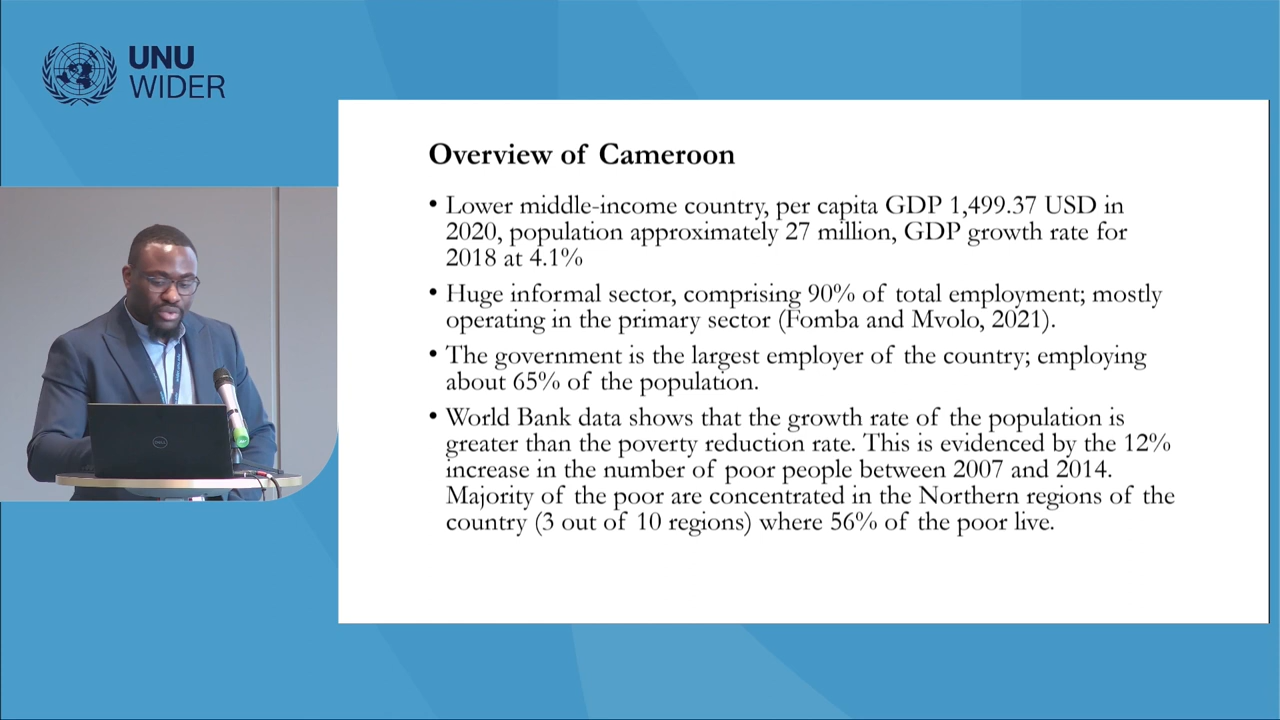 UNU
WIDER
Overview of Cameroon
• Lower middle-income country, per capita GDP 1,499.37 USD in
2020, population approximately 27 million, GDP growth rate for
2018 at 4.1%
• Huge informal sector, comprising 90% of total employment; mostly
operating in the primary sector (Fomba and Mvolo, 2021).
• The government is the largest employer of the country; employing
about 65% of the population.
• World Bank data shows that the growth rate of the population is
greater than the poverty reduction rate. This is evidenced by the 12%
increase in the number of poor people between 2007 and 2014.
Majority of the poor are concentrated in the Northern regions of the
country (3 out of 10 regions) where 56% of the poor live.
DELL